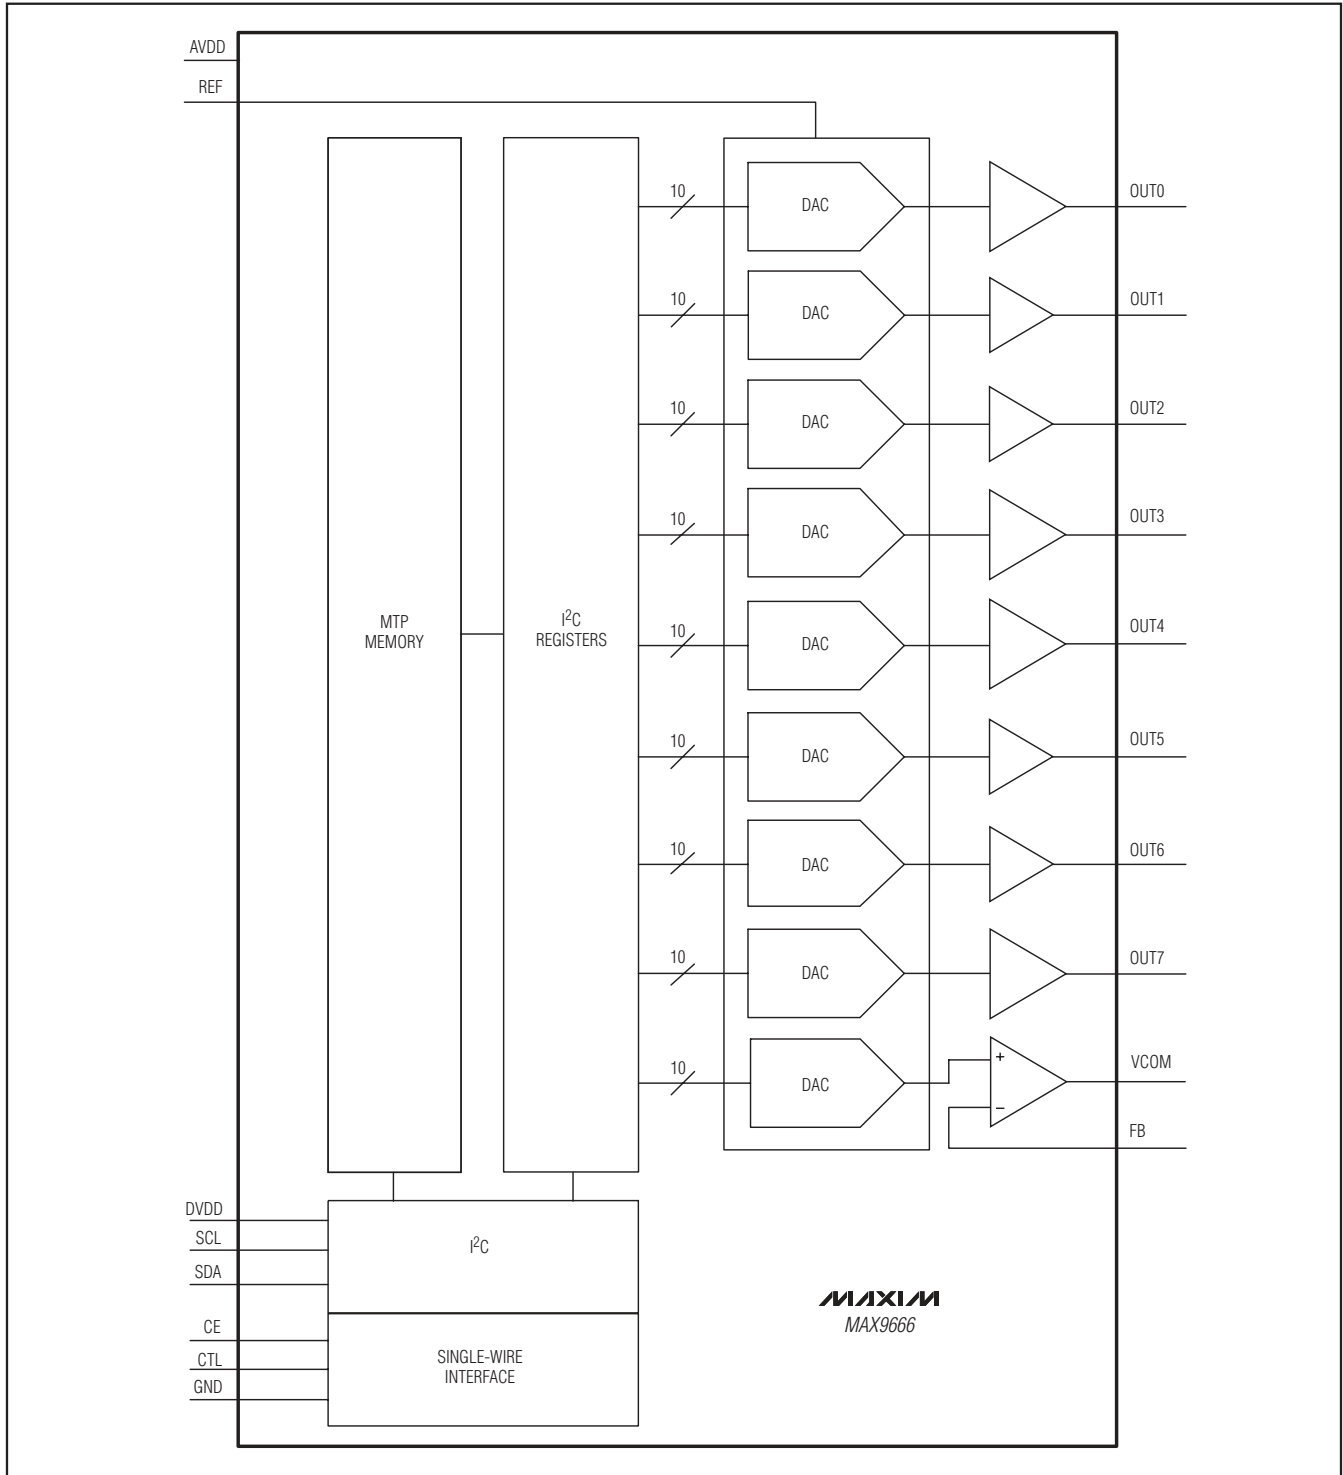 AVDD
REF
10
DAC
OUT0
10
DAC
OUT1
10
DAC
OUT2
10
DAC
OUT3
MTP
MEMORY
I²C
REGISTERS
10
DAC
OUT4
10
DAC
OUT5
10
DAC
OUT6
10
DAC
OUT7
10
DAC
+
−
VCOM
FB
DVDD
SCL
SDA
I²C
CE
CTL
GND
SINGLE-WIRE
INTERFACE
MAXIM
MAX9666